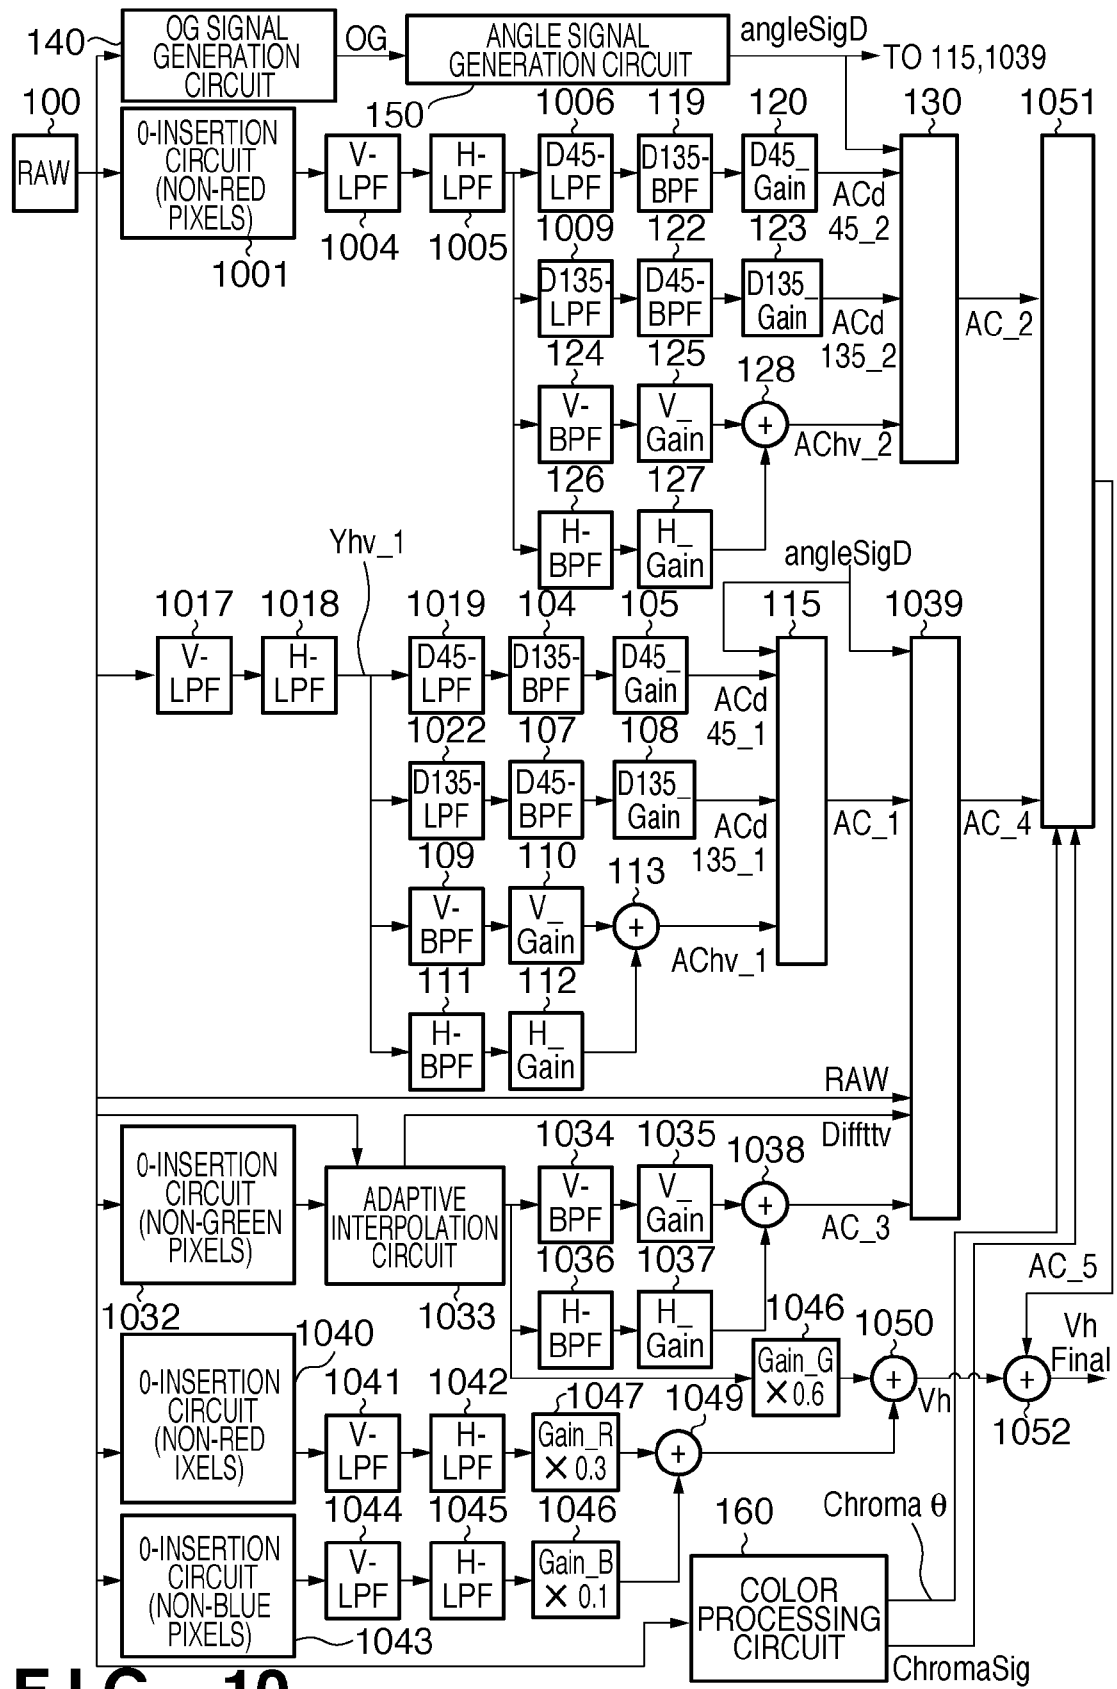 140
OG SIGNAL
GENERATION
CIRCUIT
OG
ANGLE SIGNAL
GENERATION CIRCUIT
angleSigD
TO 115,1039
100
150
1006
119
120
130
1051
RAW
0-INSERTION
CIRCUIT
(NON-RED
PIXELS)
V-
LPF
H-
LPF
D45-
LPF
D135-
BPF
D45_
Gain
ACd
45_2
1001
1004
1005
1009
122
123
D135-
LPF
D45-
BPF
D135_
Gain
ACd
135_2
AC_2
124
125
128
V-
BPF
V_
Gain
+
AChv_2
126
127
H-
BPF
H_
Gain
Yhv_1
angleSigD
1017
1018
1019
104
105
115
1039
V-
LPF
H-
LPF
D45-
LPF
D135-
BPF
D45_
Gain
ACd
45_1
1022
107
108
D135-
LPF
D45-
BPF
D135_
Gain
ACd
135_1
AC_1
AC_4
109
110
113
V-
BPF
V_
Gain
+
AChv_1
111
112
H-
BPF
H_
Gain
RAW
Diffttv
0-INSERTION
CIRCUIT
(NON-GREEN
PIXELS)
1032
ADAPTIVE
INTERPOLATION
CIRCUIT
1033
1034
1035
1038
V-
BPF
V_
Gain
+
AC_3
1036
1037
H-
BPF
H_
Gain
AC_5
1046
1050
Gain_G
× 0.6
+
Vh
+
Vh
Final
1052
1040
0-INSERTION
CIRCUIT
(NON-RED
IXELS)
1041
1042
1047
1049
V-
LPF
H-
LPF
Gain_R
× 0.3
+
1044
1045
1046
0-INSERTION
CIRCUIT
(NON-BLUE
PIXELS)
1043
V-
LPF
H-
LPF
Gain_B
× 0.1
160
Chroma θ
COLOR
PROCESSING
CIRCUIT
ChromaSig
FIG. 10